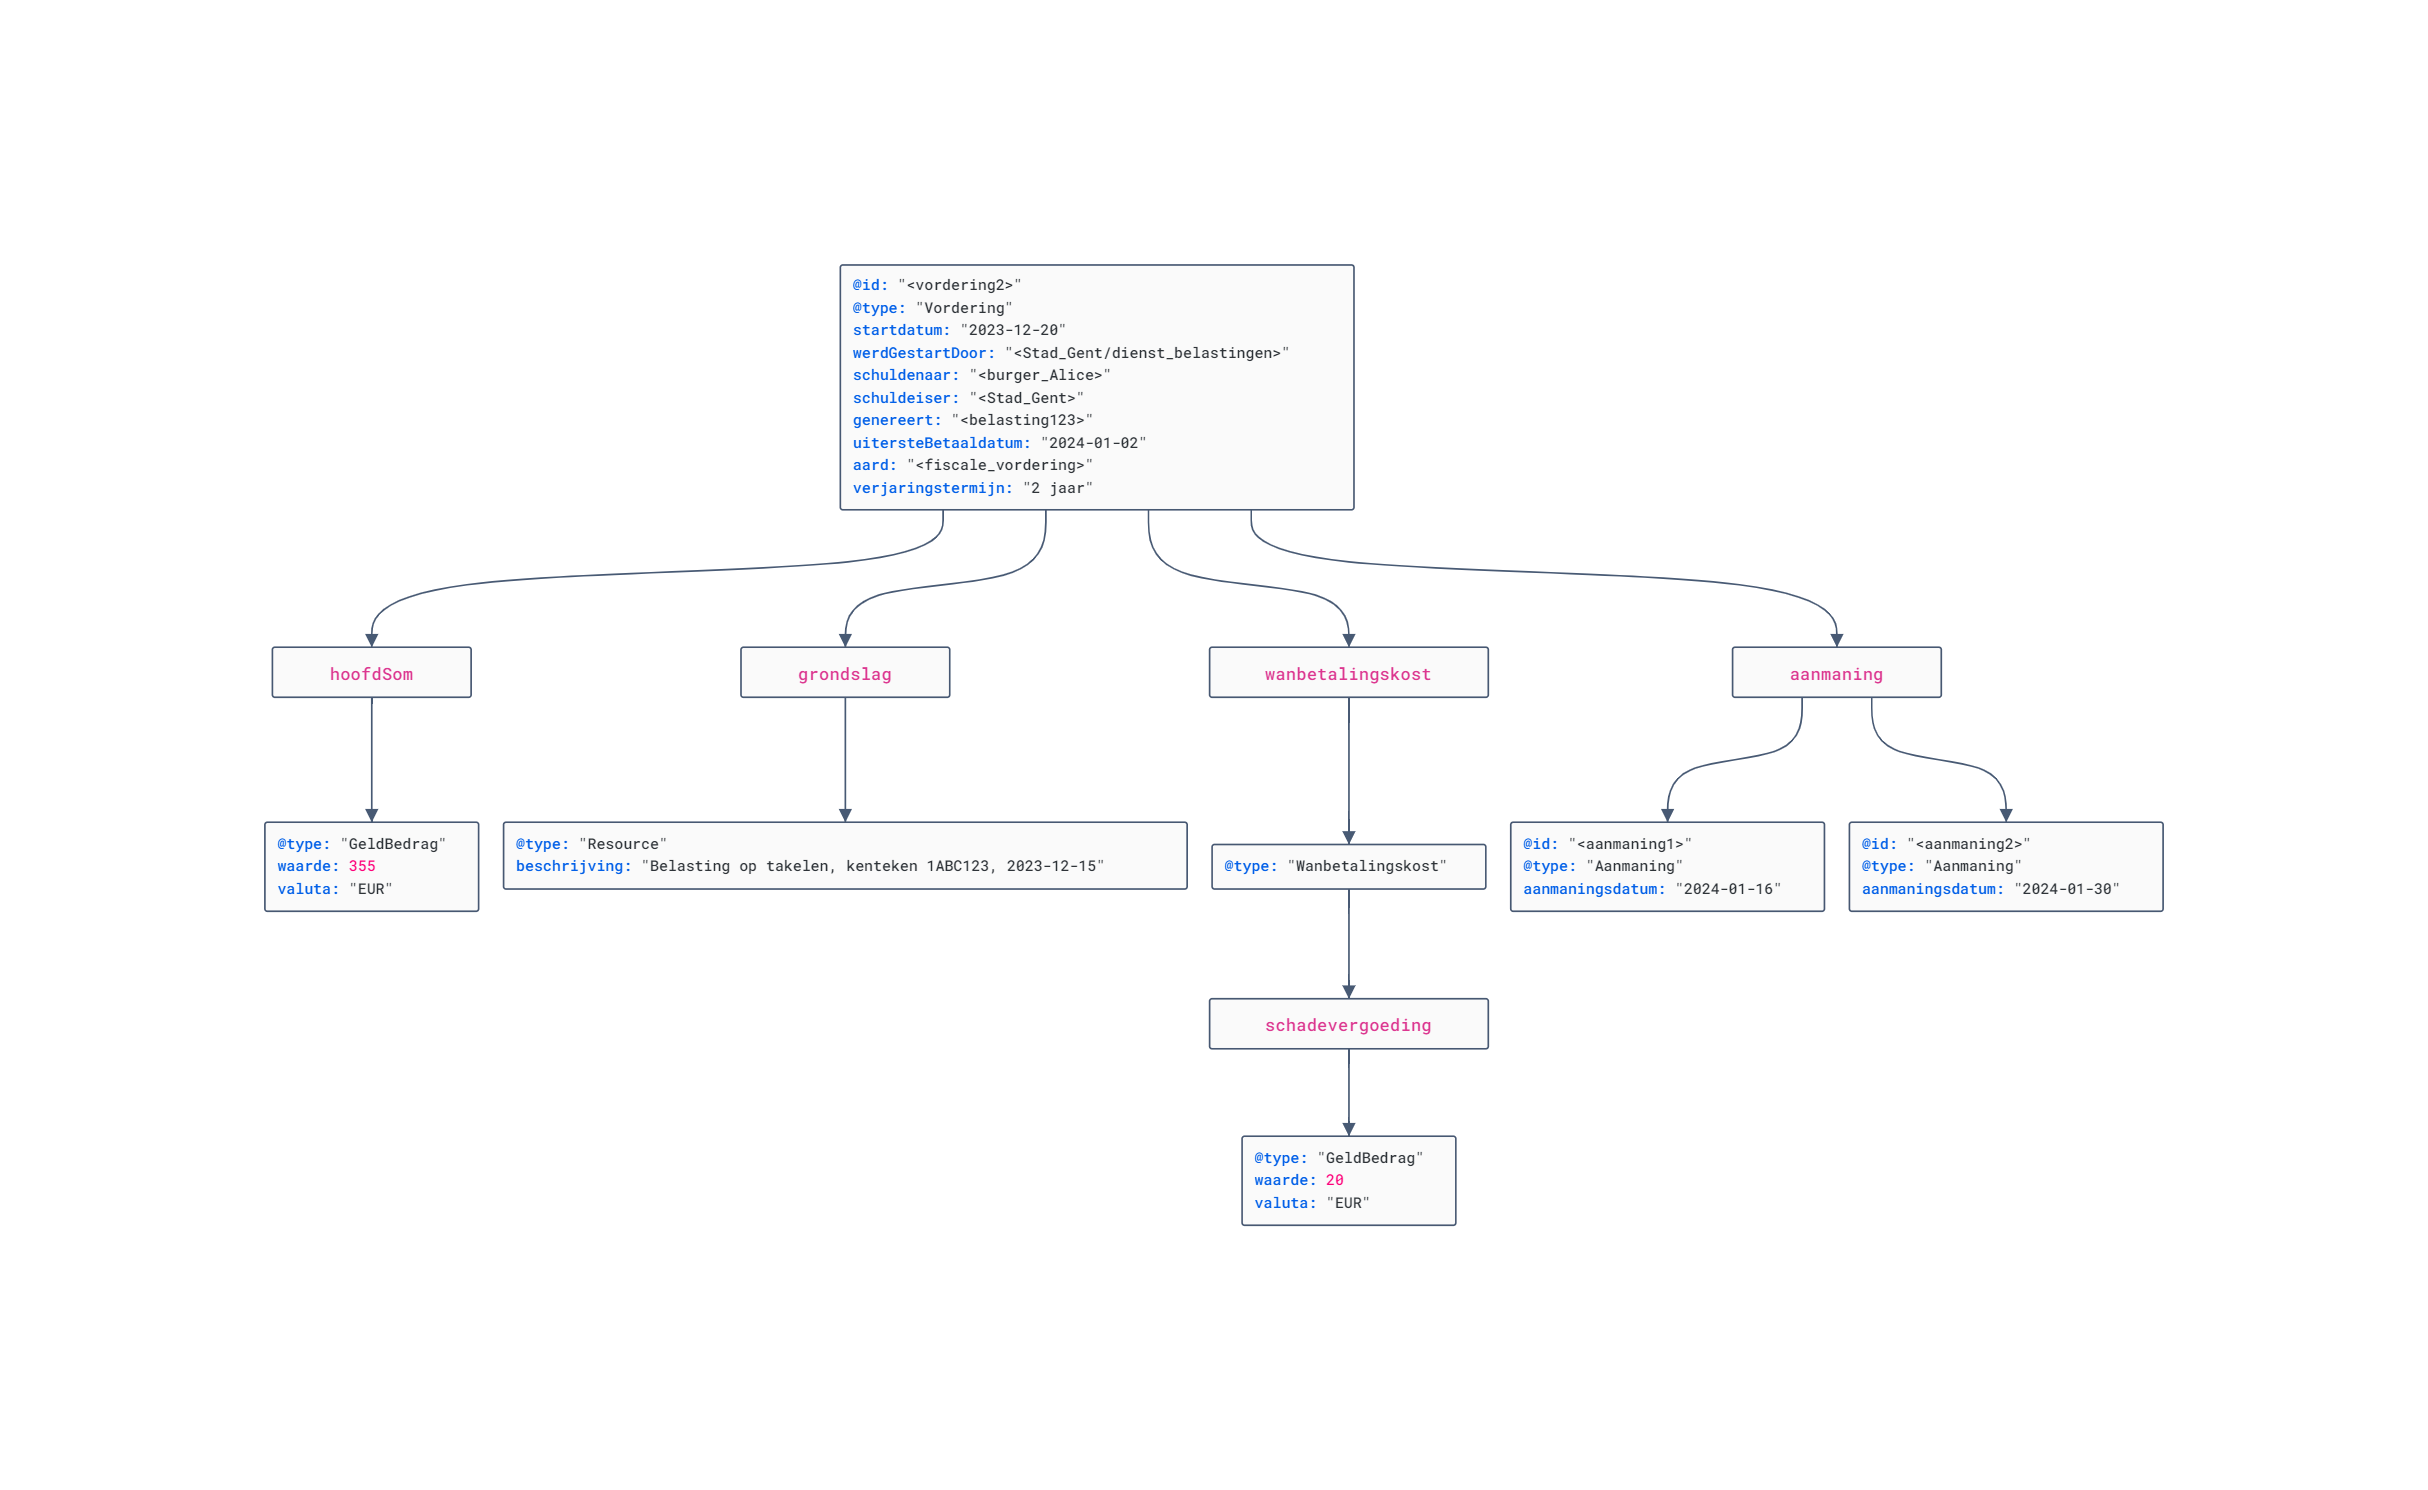 @id: "<vordering2>"
@type: "Vordering"
startdatum: "2023-12-20"
werdGestartDoor: "<Stad_Gent/dienst_belastingen>"
schuldenaar: "<burger_Alice>"
schuldeiser: "<Stad_Gent>"
genereert: "<belasting123>"
uitersteBetaaldatum: "2024-01-02"
aard: "<fiscale_vordering>"
verjaringstermijn: "2 jaar"
hoofdSom
grondslag
wanbetalingskost
aanmaning
@type: "GeldBedrag"
waarde: 355
valuta: "EUR"
@type: "Resource"
beschrijving: "Belasting op takelen, kenteken 1ABC123, 2023-12-15"
@type: "Wanbetalingskost"
@id: "<aanmaning1>"
@type: "Aanmaning"
aanmaningsdatum: "2024-01-16"
@id: "<aanmaning2>"
@type: "Aanmaning"
aanmaningsdatum: "2024-01-30"
schadevergoeding
@type: "GeldBedrag"
waarde: 20
valuta: "EUR"